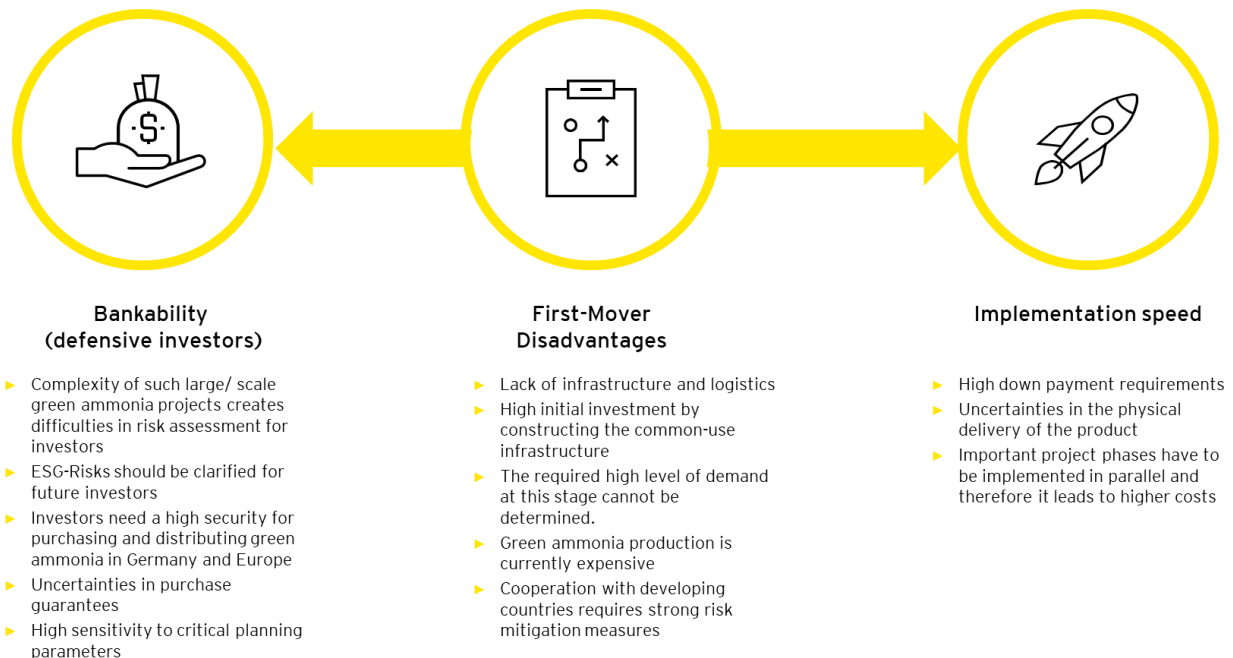 $
Bankability
(defensive investors)
► Complexity of such large/ scale
green ammonia projects creates
difficulties in risk assessment for
investors
► ESG-Risks should be clarified for
future investors
► Investors need a high security for
purchasing and distributing green
ammonia in Germany and Europe
► Uncertainties in purchase
guarantees
► High sensitivity to critical planning
parameters
First-Mover
Disadvantages
► Lack of infrastructure and logistics
► High initial investment by
constructing the common-use
infrastructure
► The required high level of demand
at this stage cannot be
determined.
► Green ammonia production is
currently expensive
► Cooperation with developing
countries requires strong risk
mitigation measures
Implementation speed
► High down payment requirements
► Uncertainties in the physical
delivery of the product
► Important project phases have to
be implemented in parallel and
therefore it leads to higher costs